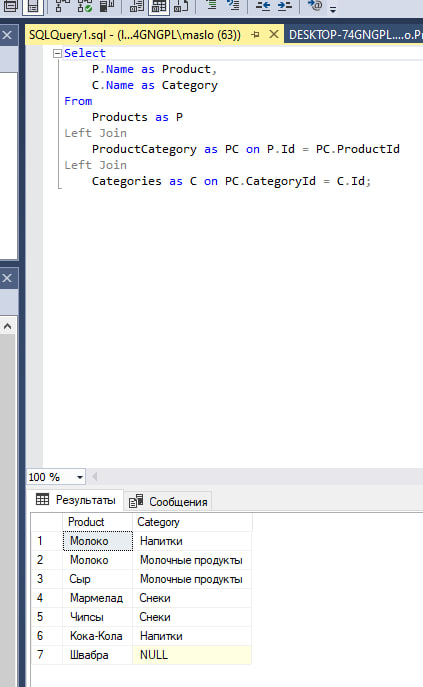 SQLQuery1.sql - (l...4GNGPL\maslo (63))*
DESKTOP-74GNGPL....o.Pr
Select
P.Name as Product,
C.Name as Category
From
Products as P
Left Join
ProductCategory as PC on P.Id = PC.ProductId
Left Join
Categories as C on PC.CategoryId = C.Id;
100 %
Результаты Сообщения
Product Category
1 Молоко Напитки
2 Молоко Молочные продукты
3 Сыр Молочные продукты
4 Мармелад Снеки
5 Чипсы Снеки
6 Кока-Кола Напитки
7 Швабра NULL